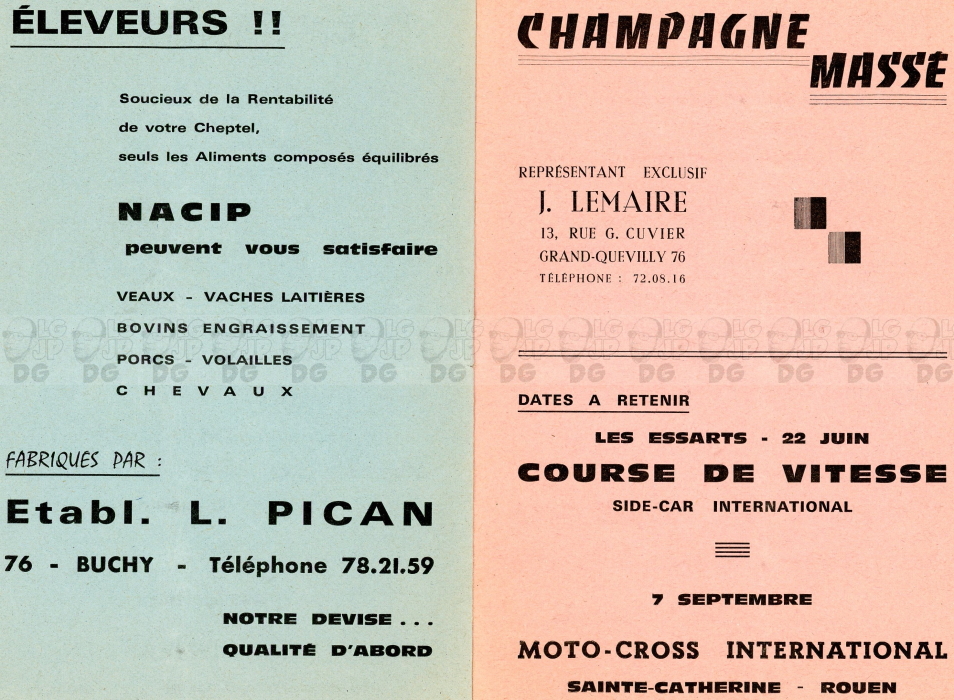 ÉLEVEURS !!
Soucieux de la Rentabilité
de votre Cheptel,
seuls les Aliments composés équilibrés
NACIP
peuvent vous satisfaire
VEAUX - VACHES LAITIÈRES
BOVINS ENGRAISSEMENT
PORCS - VOLAILLES
CHEVAUX
FABRIQUÉS PAR :
Etabl. L. PICAN
76 - BUCHY - Téléphone 78.21.59
NOTRE DEVISE...
QUALITÉ D'ABORD
CHAMPAGNE
MASSÉ
REPRÉSENTANT EXCLUSIF
J. LEMAIRE
13, RUE G. CUVIER
GRAND-QUEVILLY 76
TÉLÉPHONE : 72.08.16
DATES A RETENIR
LES ESSARTS - 22 JUIN
COURSE DE VITESSE
SIDE-CAR INTERNATIONAL
7 SEPTEMBRE
MOTO-CROSS INTERNATIONAL
SAINTE-CATHERINE - ROUEN